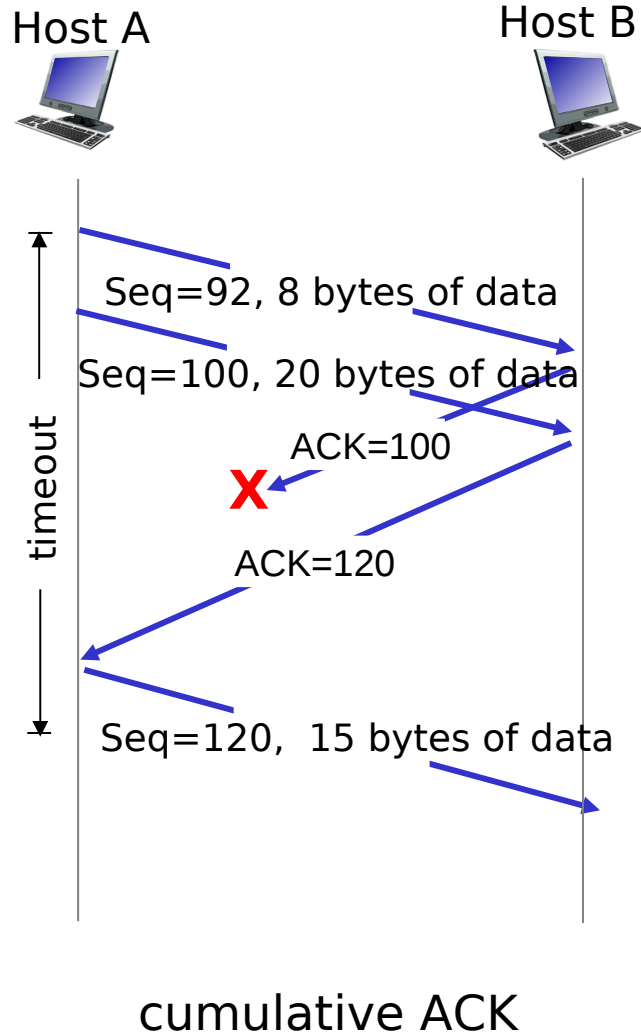 Host A
Host B
Seq=92, 8 bytes of data
Seq=100, 20 bytes of data
ACK=100
X
timeout
ACK=120
Seq=120,  15 bytes of data
cumulative ACK